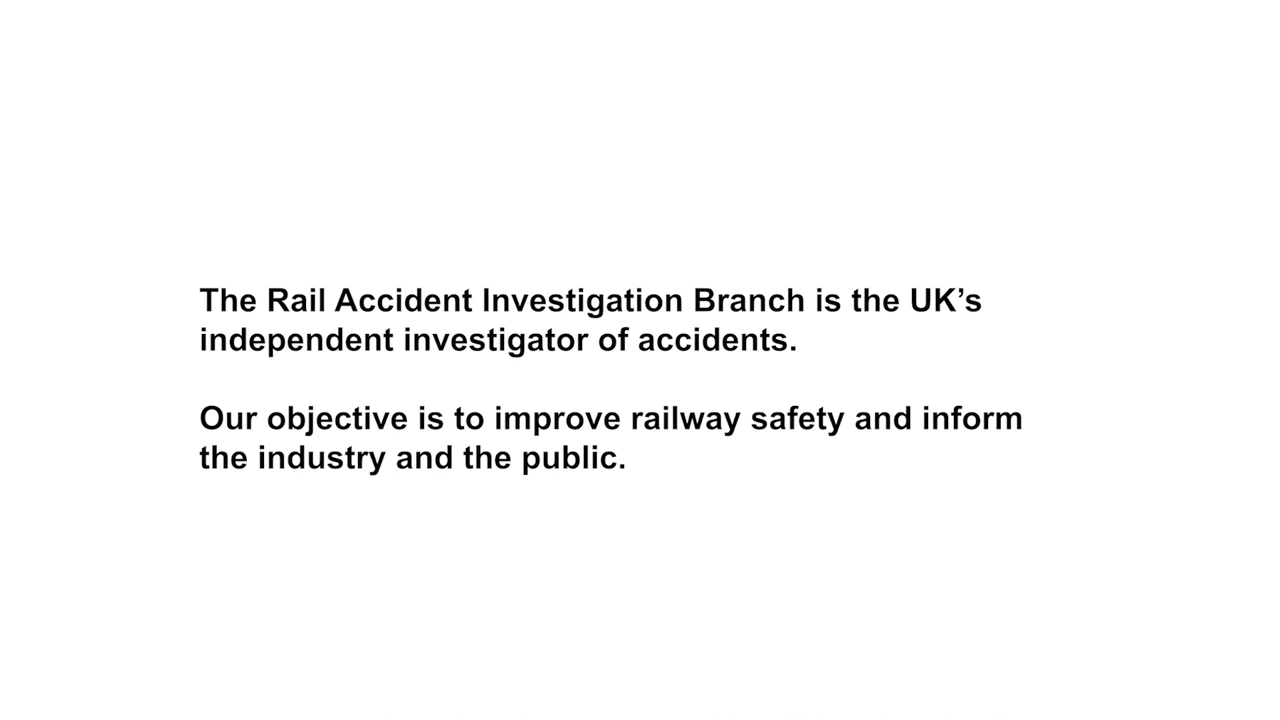 The Rail Accident Investigation Branch is the UK’s
independent investigator of accidents.
Our objective is to improve railway safety and inform
the industry and the public.